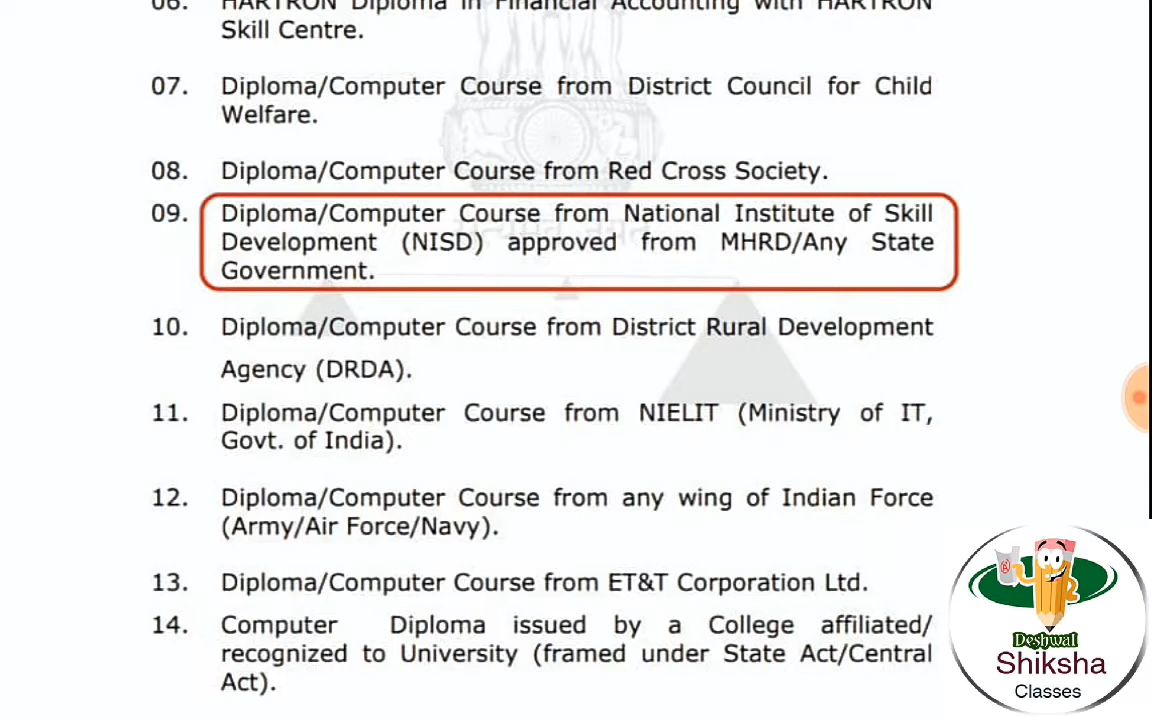 06. HARTRON Diploma in Financial Accounting with HARTRON
Skill Centre.
07. Diploma/Computer Course from District Council for Child
Welfare.
08. Diploma/Computer Course from Red Cross Society.
09. Diploma/Computer Course from National Institute of Skill
Development (NISD) approved from MHRD/Any State
Government.
10. Diploma/Computer Course from District Rural Development
Agency (DRDA).
11. Diploma/Computer Course from NIELIT (Ministry of IT,
Govt. of India).
12. Diploma/Computer Course from any wing of Indian Force
(Army/Air Force/Navy).
13. Diploma/Computer Course from ET&T Corporation Ltd.
14. Computer Diploma issued by a College affiliated/
recognized to University (framed under State Act/Central
Act).
Deshwal
Shiksha
Classes